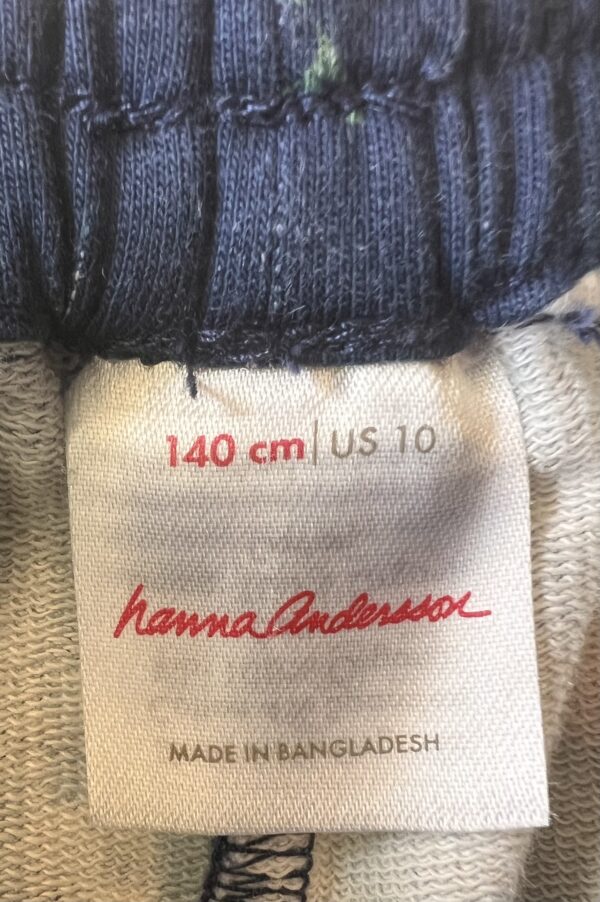 140 cm | US 10
hanna Andersson
MADE IN BANGLADESH